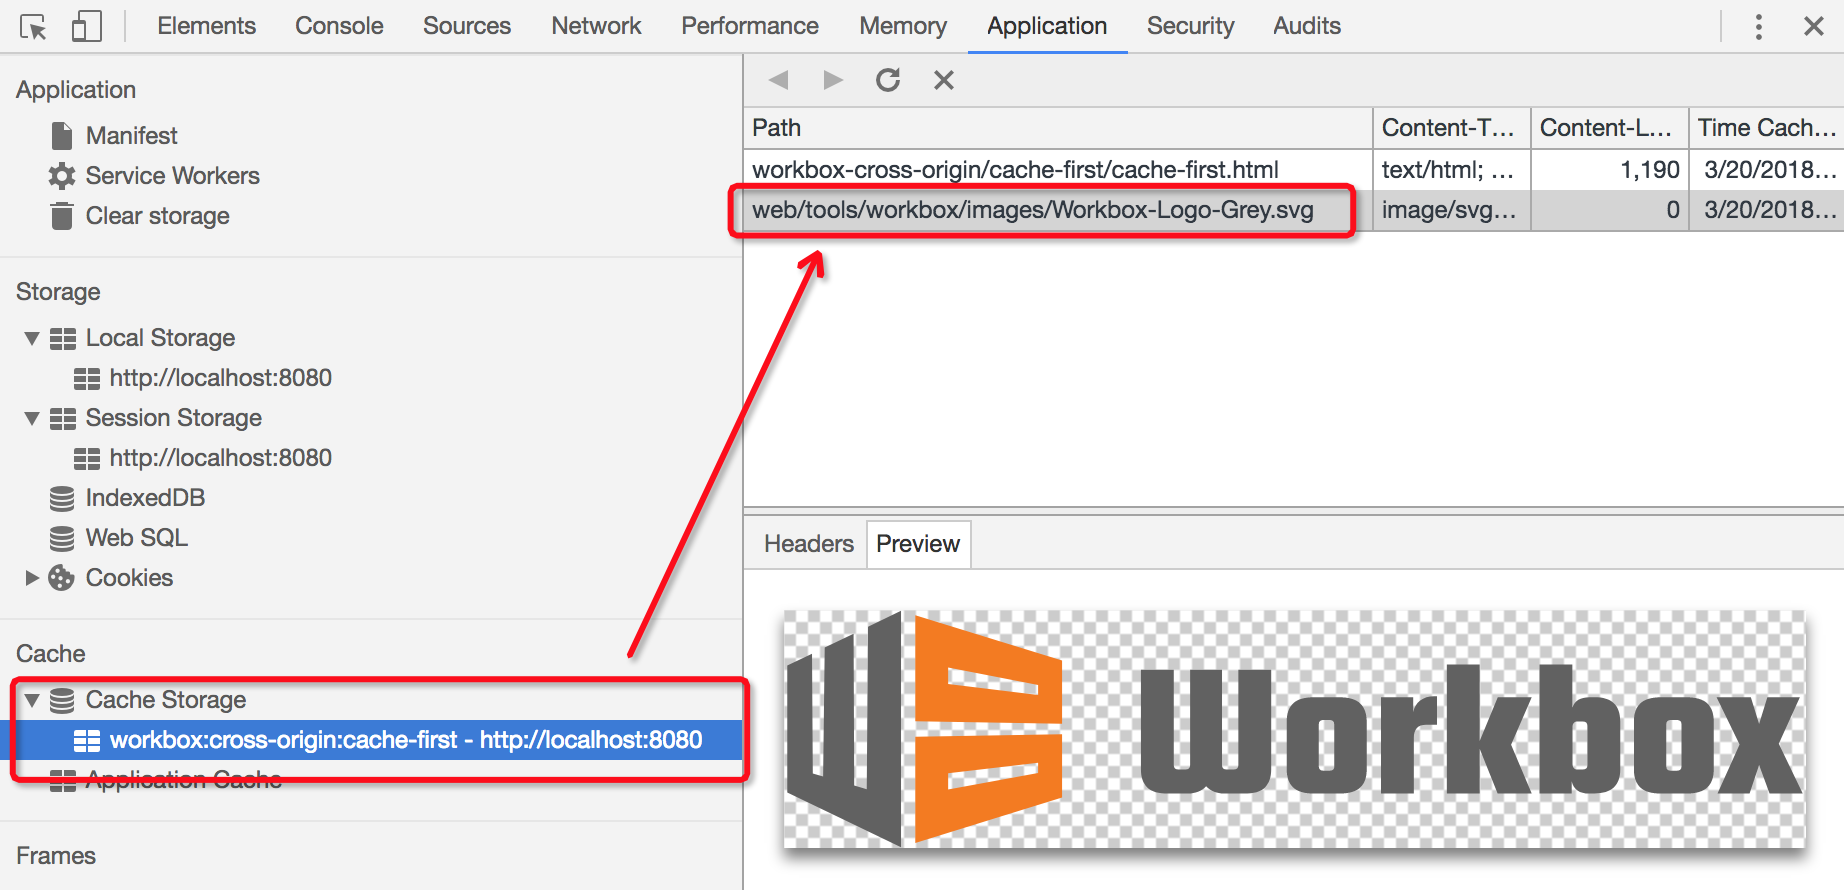 Elements Console Sources Network Performance Memory Application Security Audits
Application
Manifest
Service Workers
Clear storage
Storage
Local Storage
http://localhost:8080
Session Storage
http://localhost:8080
IndexedDB
Web SQL
Cookies
Cache
Cache Storage
workbox:cross-origin:cache-first - http://localhost:8080
Application Cache
Frames
Path Content-T... Content-L... Time Cach...
workbox-cross-origin/cache-first/cache-first.html text/html; ... 1,190 3/20/2018...
web/tools/workbox/images/Workbox-Logo-Grey.svg image/svg... 0 3/20/2018...
Headers Preview
Workbox